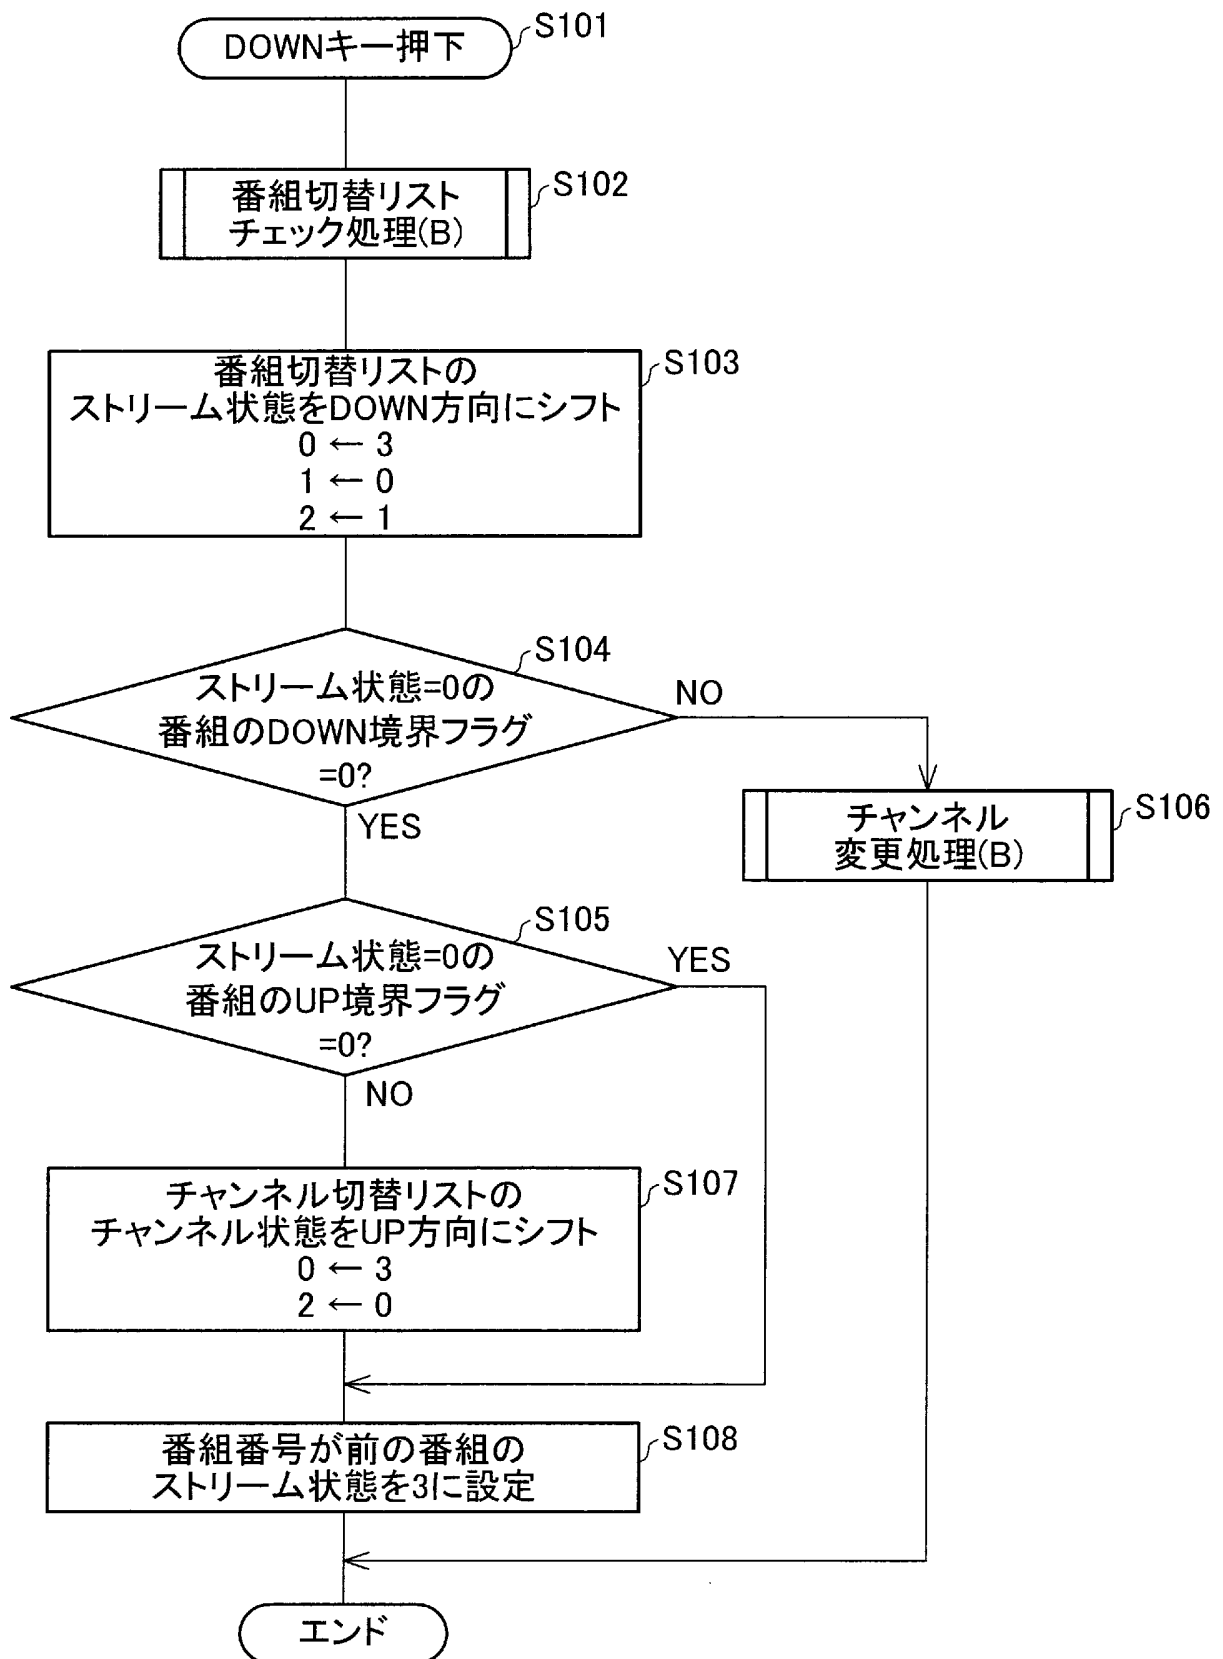 DOWNキー押下
S101
番組切替リスト
チェック処理(B)
S102
番組切替リストの
ストリーム状態をDOWN方向にシフト
0 ← 3
1 ← 0
2 ← 1
S103
ストリーム状態=0の
番組のDOWN境界フラグ
=0?
S104
NO
YES
チャンネル
変更処理(B)
S106
ストリーム状態=0の
番組のUP境界フラグ
=0?
S105
YES
NO
チャンネル切替リストの
チャンネル状態をUP方向にシフト
0 ← 3
2 ← 0
S107
番組番号が前の番組の
ストリーム状態を3に設定
S108
エンド